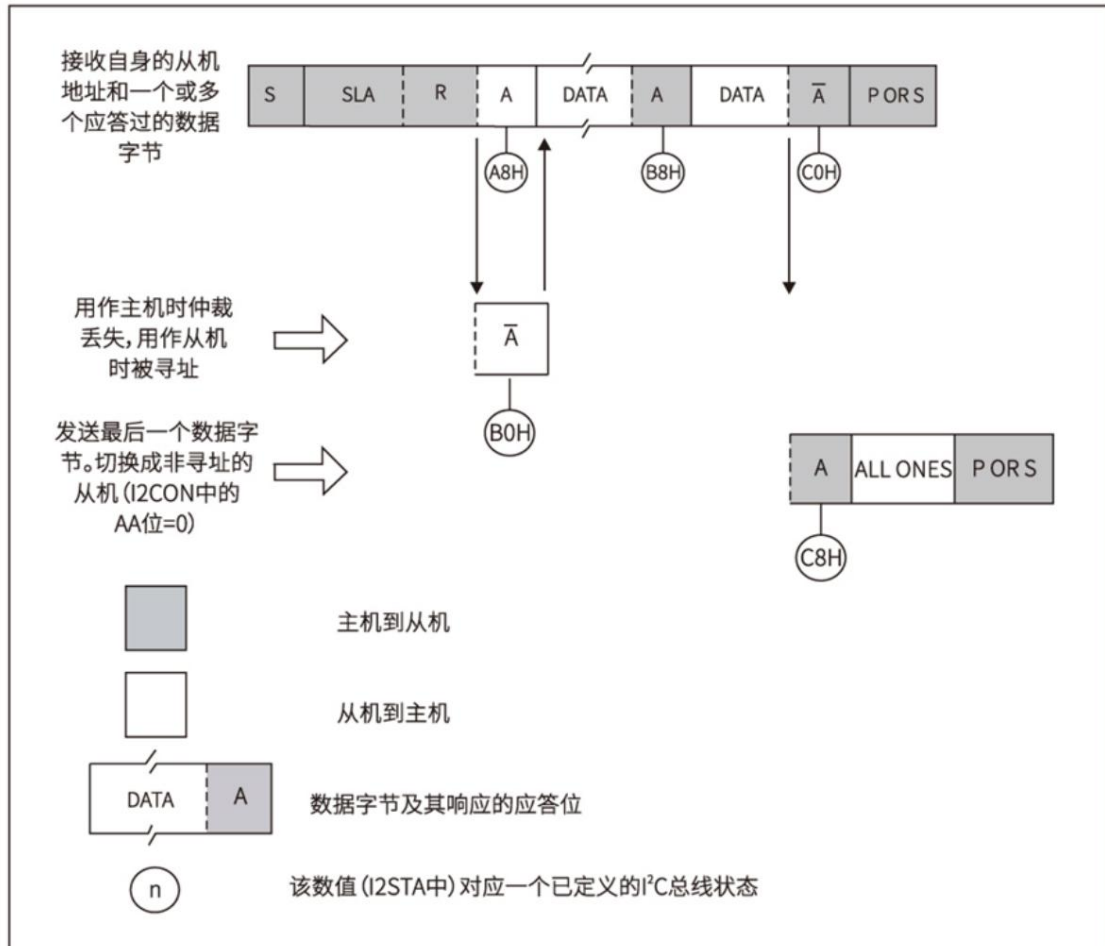 接收自身的从机
地址和一个或多
个应答过的数据
字节
S SLA R A DATA A DATA A̅ P OR S
A8H B8H C0H
用作主机时仲裁
丢失,用作从机
时被寻址
A̅
B0H
发送最后一个数据字
节。切换成非寻址的
从机(I2CON中的
AA位=0)
A ALL ONES P OR S
C8H
主机到从机
从机到主机
DATA A
数据字节及其响应的应答位
n
该数值(I2STA中)对应一个已定义的I²C总线状态